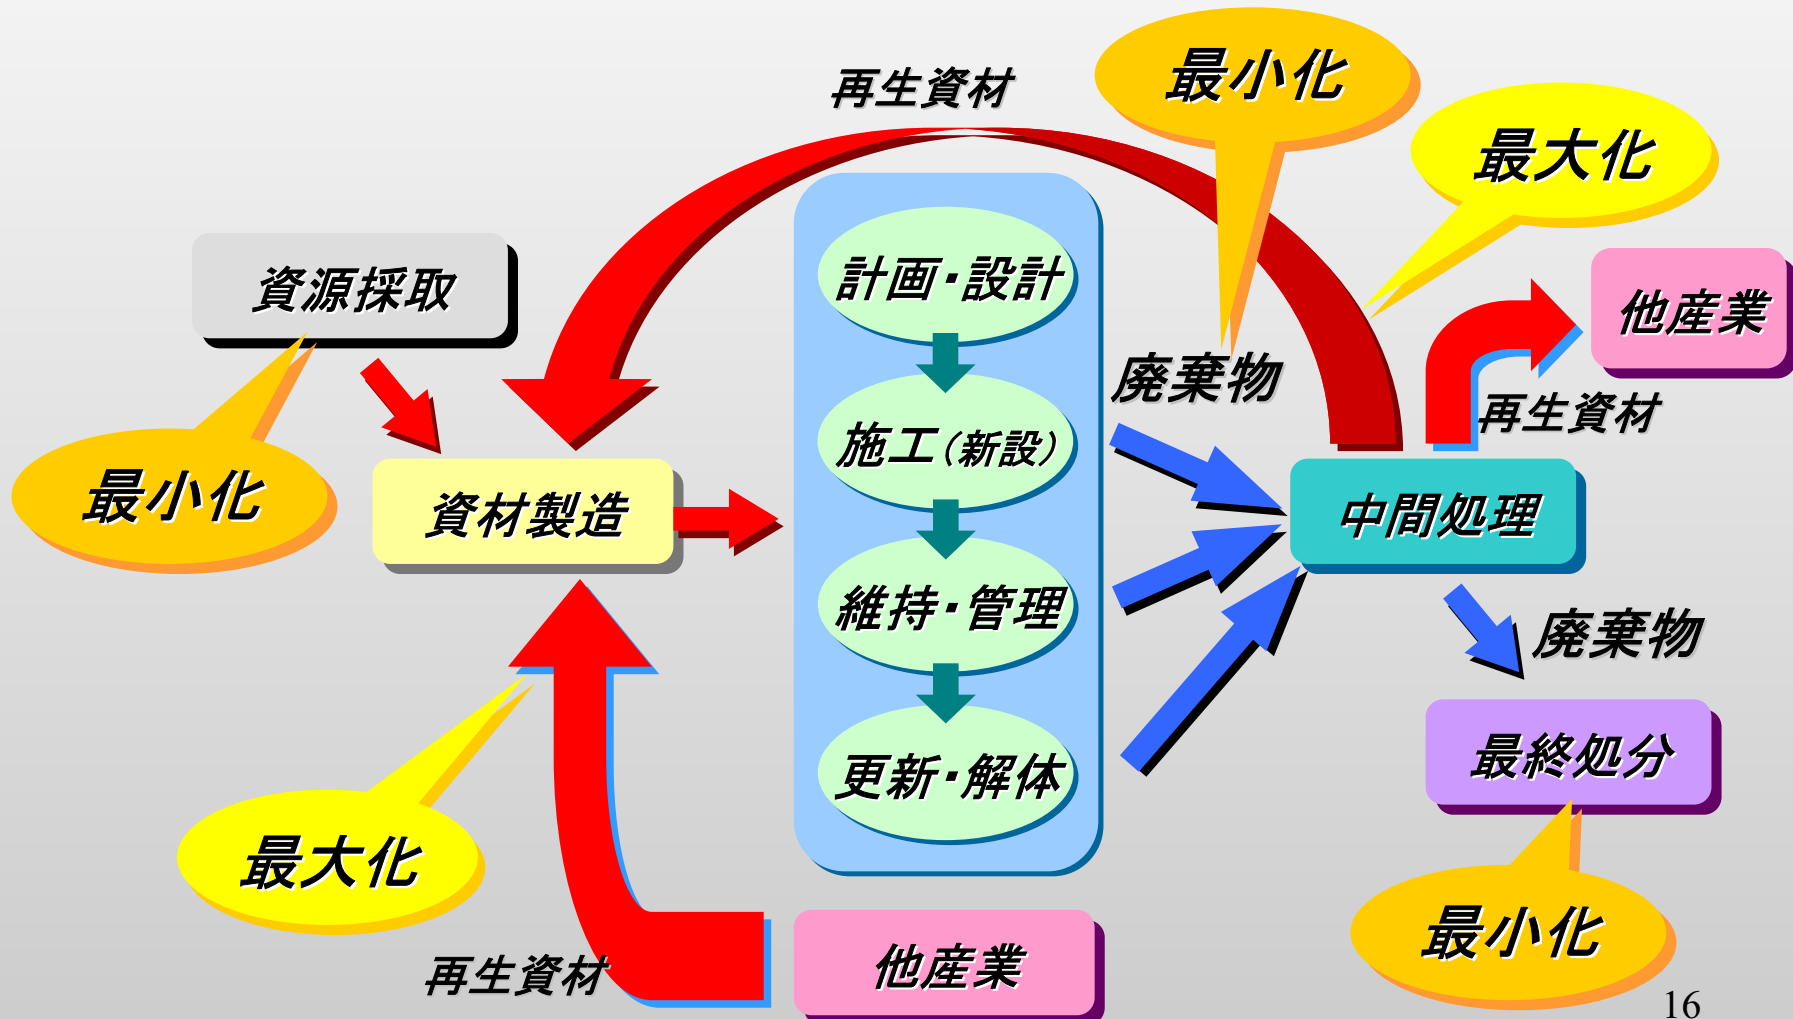 再生資材
最小化
最大化
資源採取
計画・設計
他産業
廃棄物
再生資材
施工(新設)
最小化
資材製造
中間処理
維持・管理
廃棄物
更新・解体
最終処分
最大化
最小化
再生資材
他産業
16